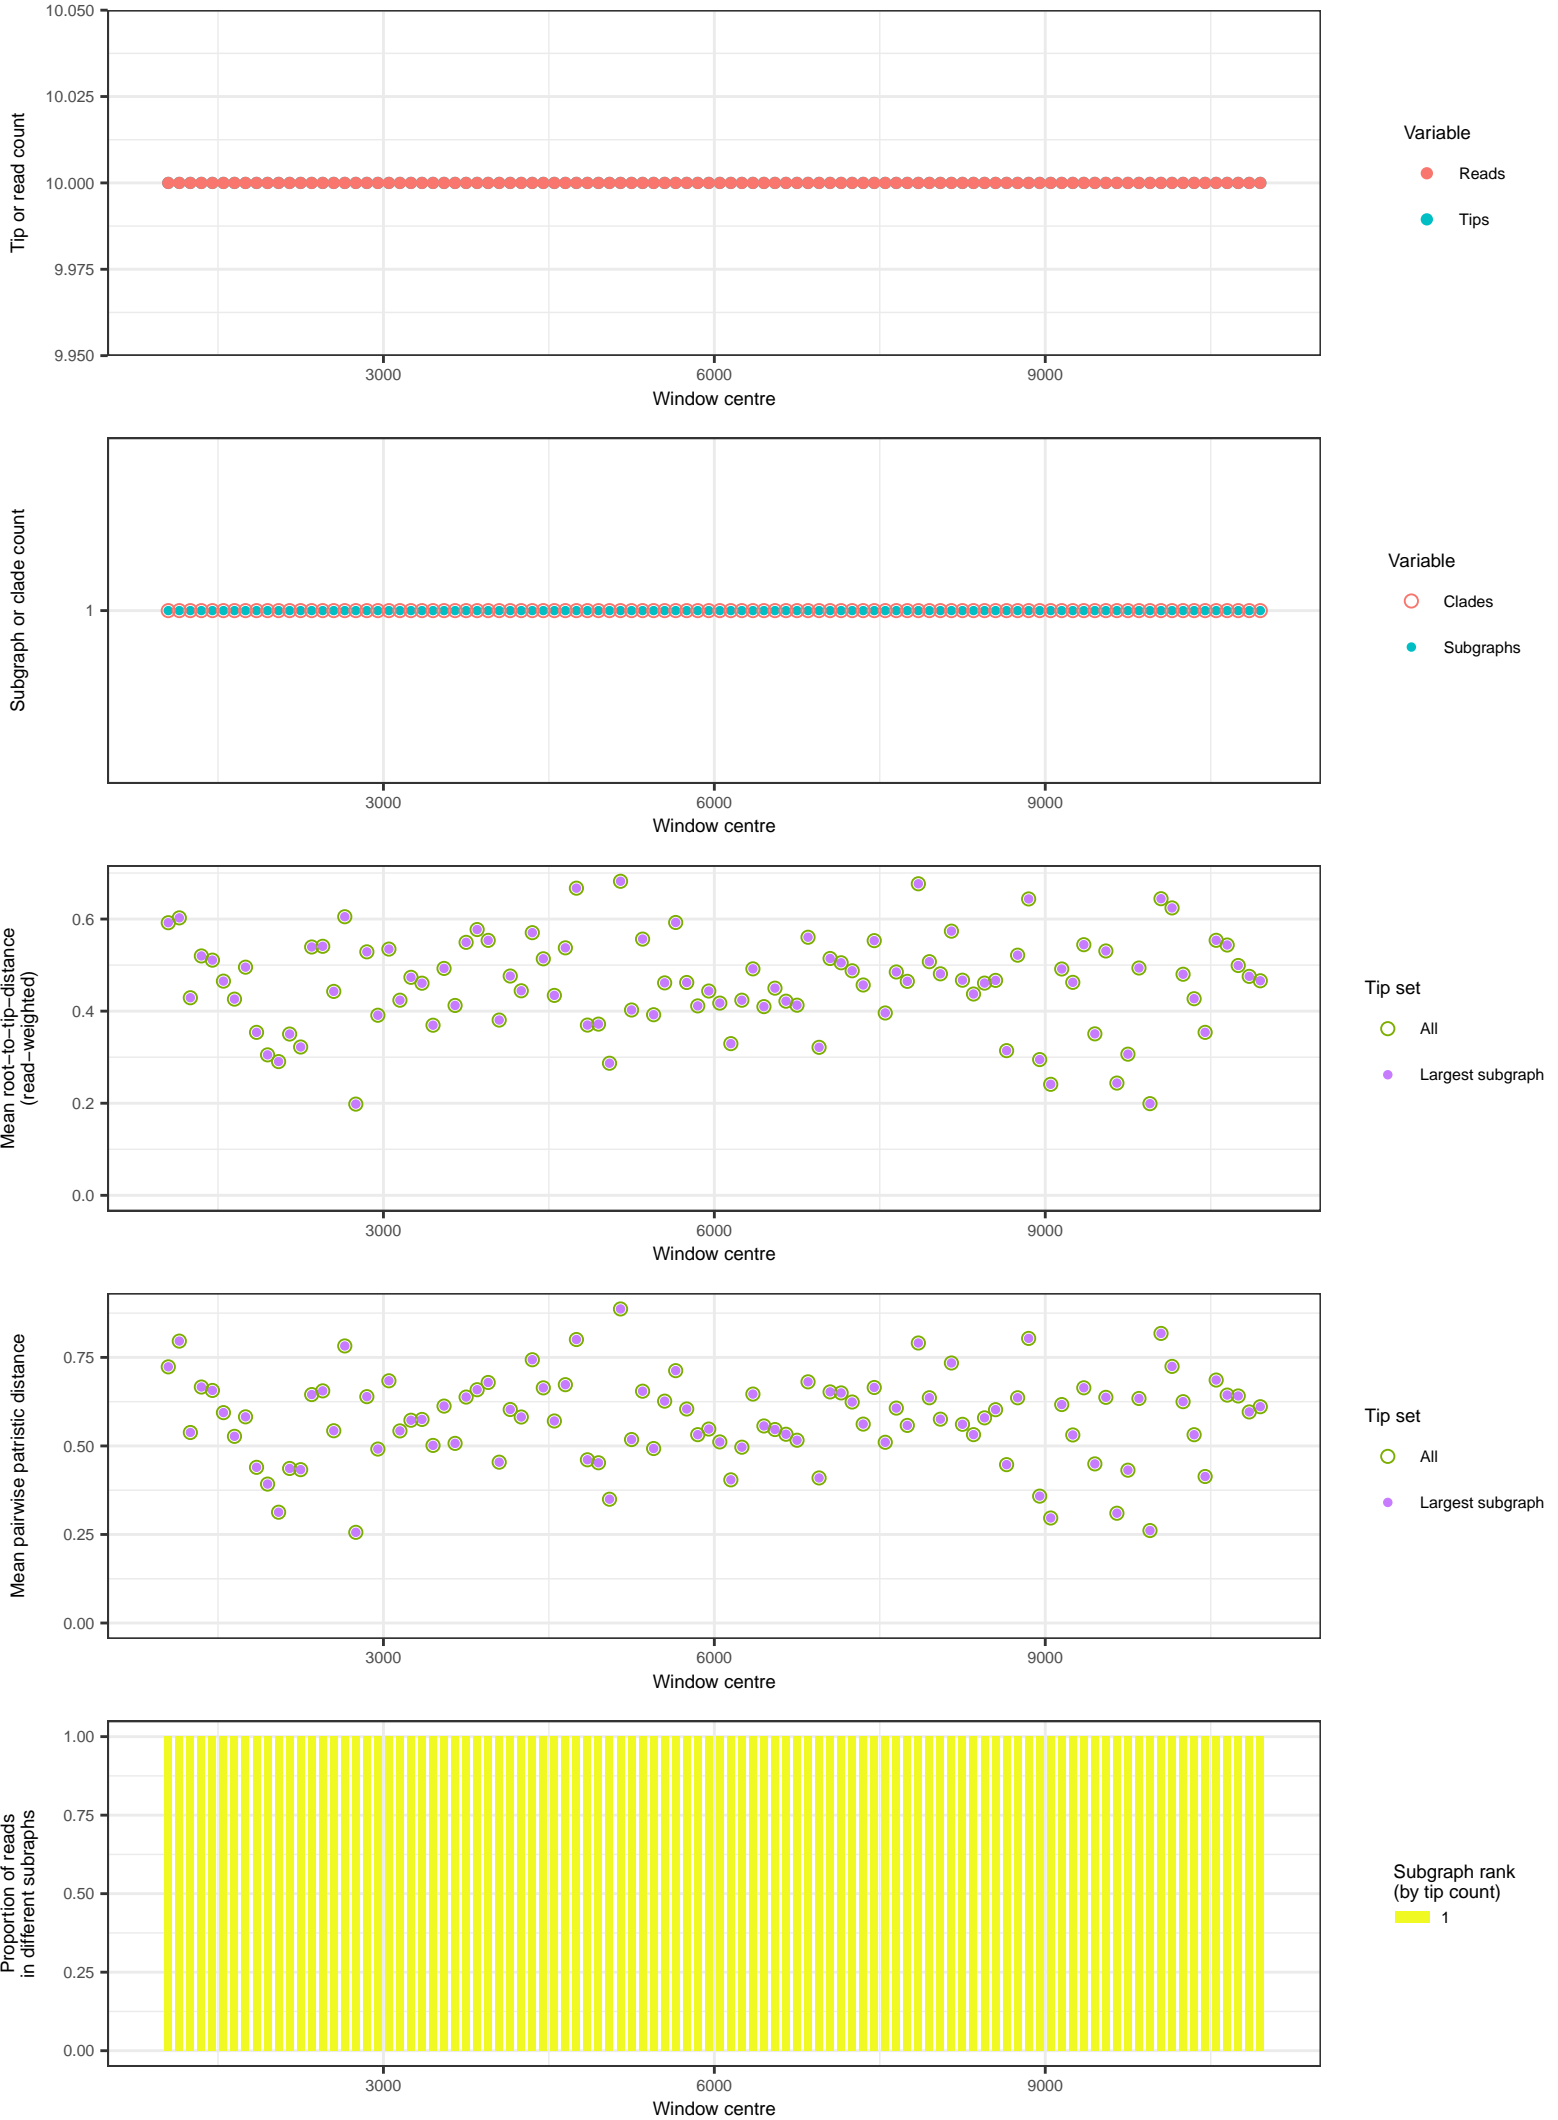 10.050
10.025
10.000
9.975
9.950
Tip or read count
3000
6000
9000
Window centre
Variable
Reads
Tips
1
Subgraph or clade count
3000
6000
9000
Window centre
Variable
Clades
Subgraphs
0.6
0.4
0.2
0.0
Mean root−to−tip−distance
(read−weighted)
3000
6000
9000
Window centre
Tip set
All
Largest subgraph
0.75
0.50
0.25
0.00
Mean pairwise patristic distance
3000
6000
9000
Window centre
Tip set
All
Largest subgraph
1.00
0.75
0.50
0.25
0.00
Proportion of reads
in different subraphs
3000
6000
9000
Window centre
Subgraph rank
(by tip count)
1